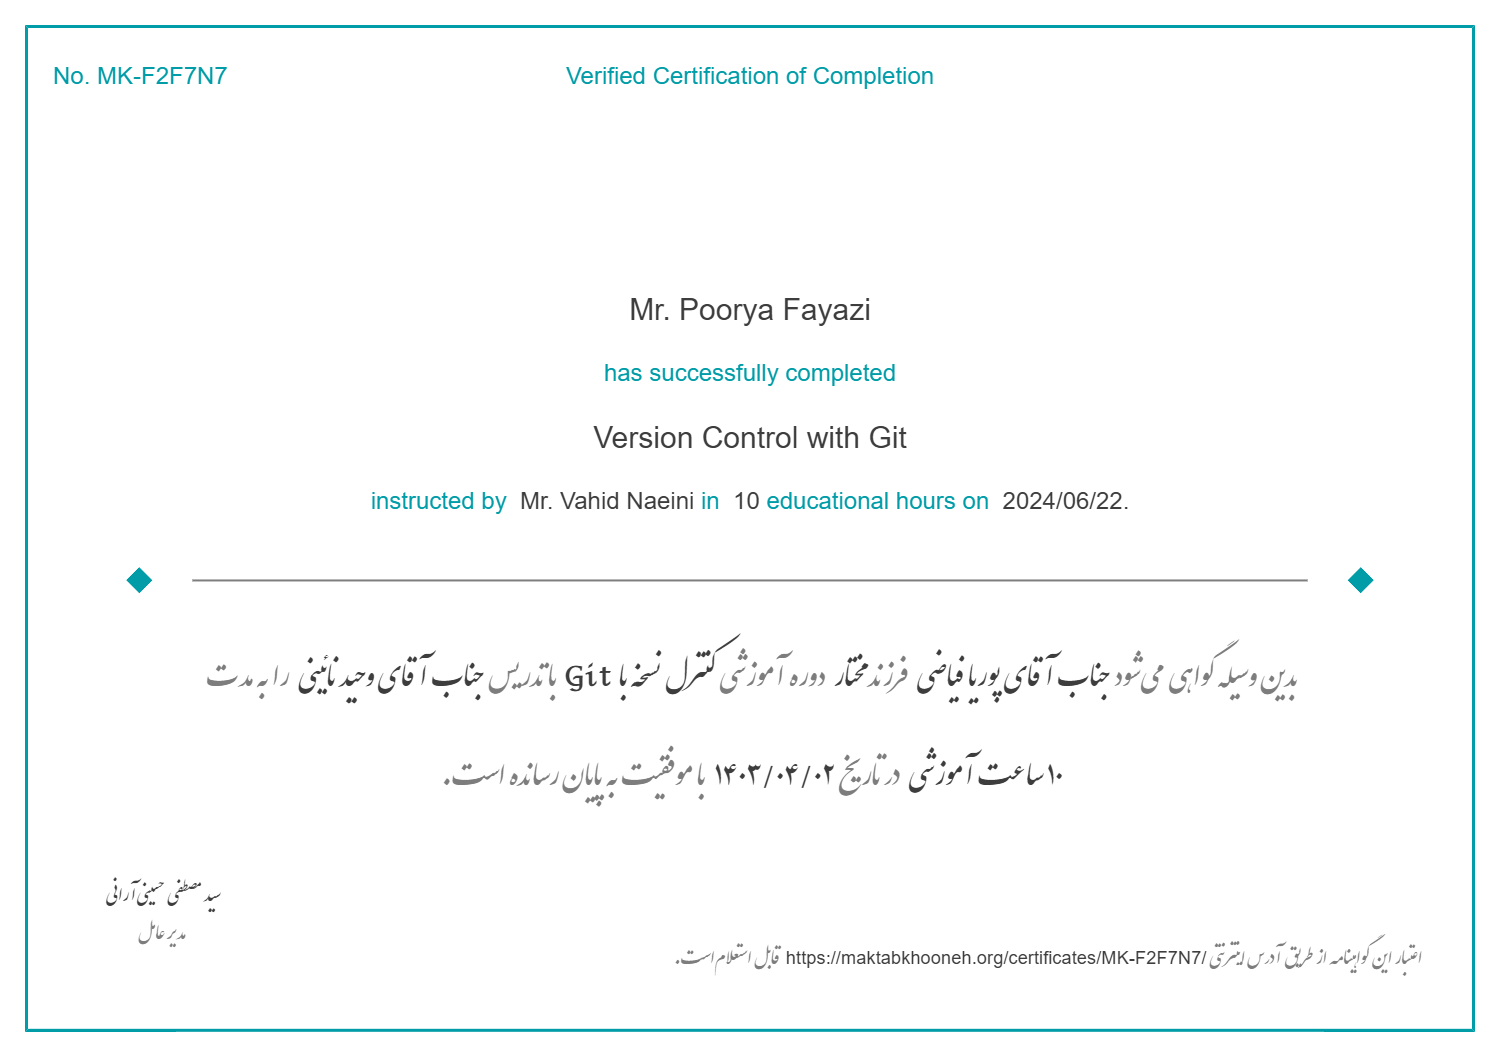 No. MK-F2F7N7
Verified Certification of Completion
Mr. Poorya Fayazi
has successfully completed
Version Control with Git
instructed by Mr. Vahid Naeini in 10 educational hours on 2024/06/22.
بدین وسیله گواهی می‌شود جناب آقای پوریا فیاضی فرزند مختار دوره آموزشی کنترل نسخه با Git با تدریس جناب آقای وحید نائینی را به مدت
۱۰ ساعت آموزشی در تاریخ ۱۴۰۳/۰۴/۰۲ با موفقیت به پایان رسانده است.
سید مصطفی حسینی آرانی
مدیر عامل
اعتبار این گواهینامه از طریق آدرس اینترنتی https://maktabkhooneh.org/certificates/MK-F2F7N7/ قابل استعلام است.